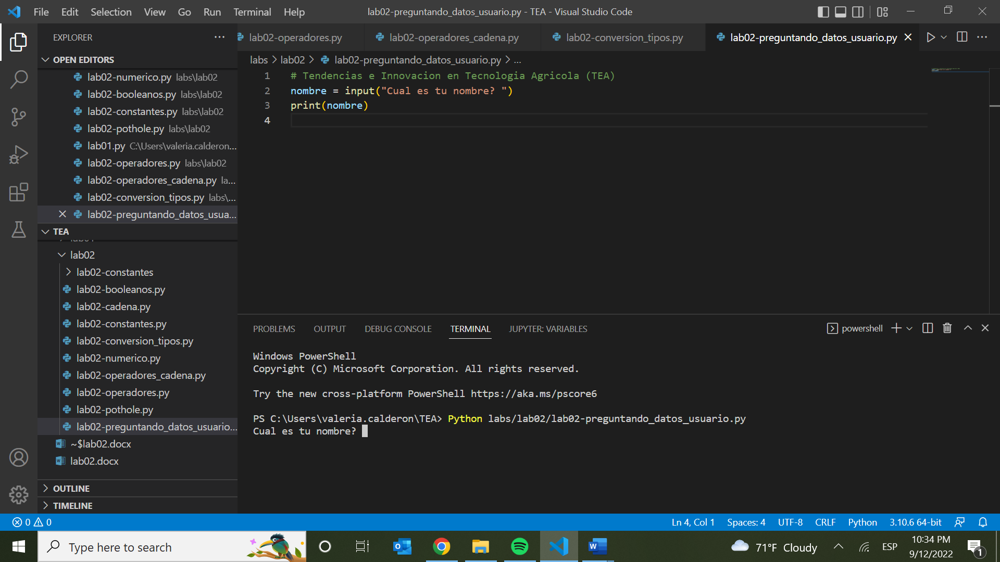 File Edit Selection View Go Run Terminal Help
lab02-preguntando_datos_usuario.py - TEA - Visual Studio Code
EXPLORER
OPEN EDITORS
lab02-numerico.py labs\lab02
lab02-booleanos.py labs\lab02
lab02-constantes.py labs\lab02
lab02-pothole.py labs\lab02
lab01.py C:\Users\valeria.calderon...
lab02-operadores.py labs\lab02
lab02-operadores_cadena.py la...
lab02-conversion_tipos.py labs\...
lab02-preguntando_datos_usua...
TEA
lab02
lab02-constantes
lab02-booleanos.py
lab02-cadena.py
lab02-constantes.py
lab02-conversion_tipos.py
lab02-numerico.py
lab02-operadores_cadena.py
lab02-operadores.py
lab02-pothole.py
lab02-preguntando_datos_usuario...
~$lab02.docx
lab02.docx
OUTLINE
TIMELINE
lab02-operadores.py
lab02-operadores_cadena.py
lab02-conversion_tipos.py
lab02-preguntando_datos_usuario.py
labs > lab02 > lab02-preguntando_datos_usuario.py > ...
1 # Tendencias e Innovacion en Tecnologia Agricola (TEA)
2 nombre = input("Cual es tu nombre? ")
3 print(nombre)
4
PROBLEMS OUTPUT DEBUG CONSOLE TERMINAL JUPYTER: VARIABLES
powershell
Windows PowerShell
Copyright (C) Microsoft Corporation. All rights reserved.
Try the new cross-platform PowerShell https://aka.ms/pscore6
PS C:\Users\valeria.calderon\TEA> Python labs/lab02/lab02-preguntando_datos_usuario.py
Cual es tu nombre?
0 0
Ln 4, Col 1 Spaces: 4 UTF-8 CRLF Python 3.10.6 64-bit
Type here to search
71°F Cloudy
ESP
10:34 PM
9/12/2022
1